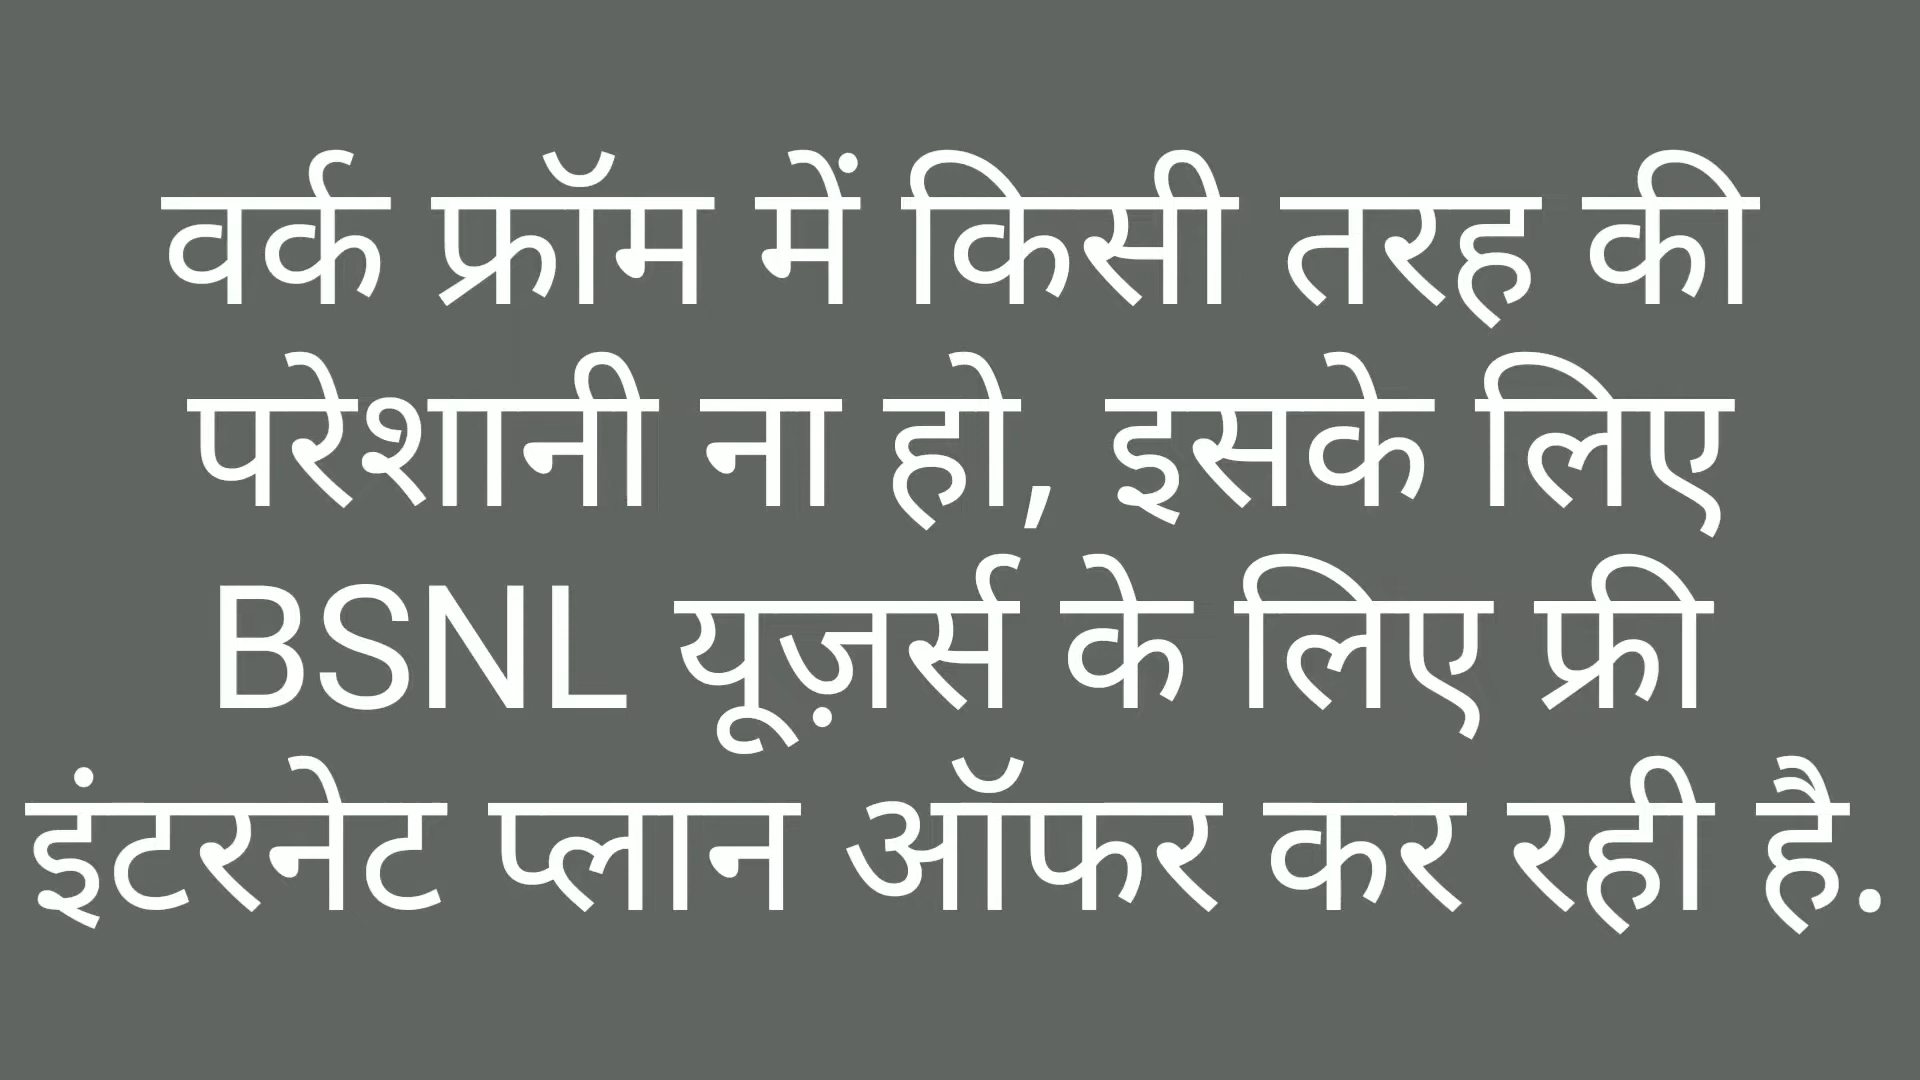 वर्क फ्रॉम में किसी तरह की
परेशानी ना हो, इसके लिए
BSNL यूज़र्स के लिए फ्री
इंटरनेट प्लान ऑफर कर रही है.